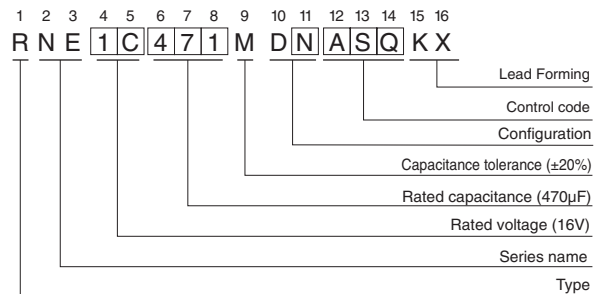 1 2 3 4 5 6 7 8 9 10 11 12 13 14 15 16
R N E 1 C 4 7 1 M D N A S Q K X
Lead Forming
Control code
Configuration
Capacitance tolerance (±20%)
Rated capacitance (470µF)
Rated voltage (16V)
Series name
Type